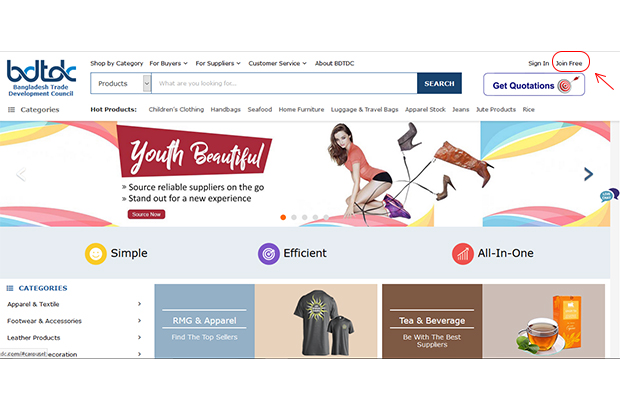 Shop by Category For Buyers For Suppliers Customer Service About BDTDC Sign In Join Free
bdtdc
Bangladesh Trade
Development Council
Products What are you looking for... SEARCH Get Quotations
Categories Hot Products: Children's Clothing Handbags Seafood Home Furniture Luggage & Travel Bags Apparel Stock Jeans Jute Products Rice
Youth Beautiful
» Source reliable suppliers on the go
» Stand out for a new experience
Source Now
Simple Efficient All-In-One
CATEGORIES
Apparel & Textile
Footwear & Accessories
Leather Products
RMG & Apparel
Find The Top Sellers
Tea & Beverage
Be With The Best
Suppliers